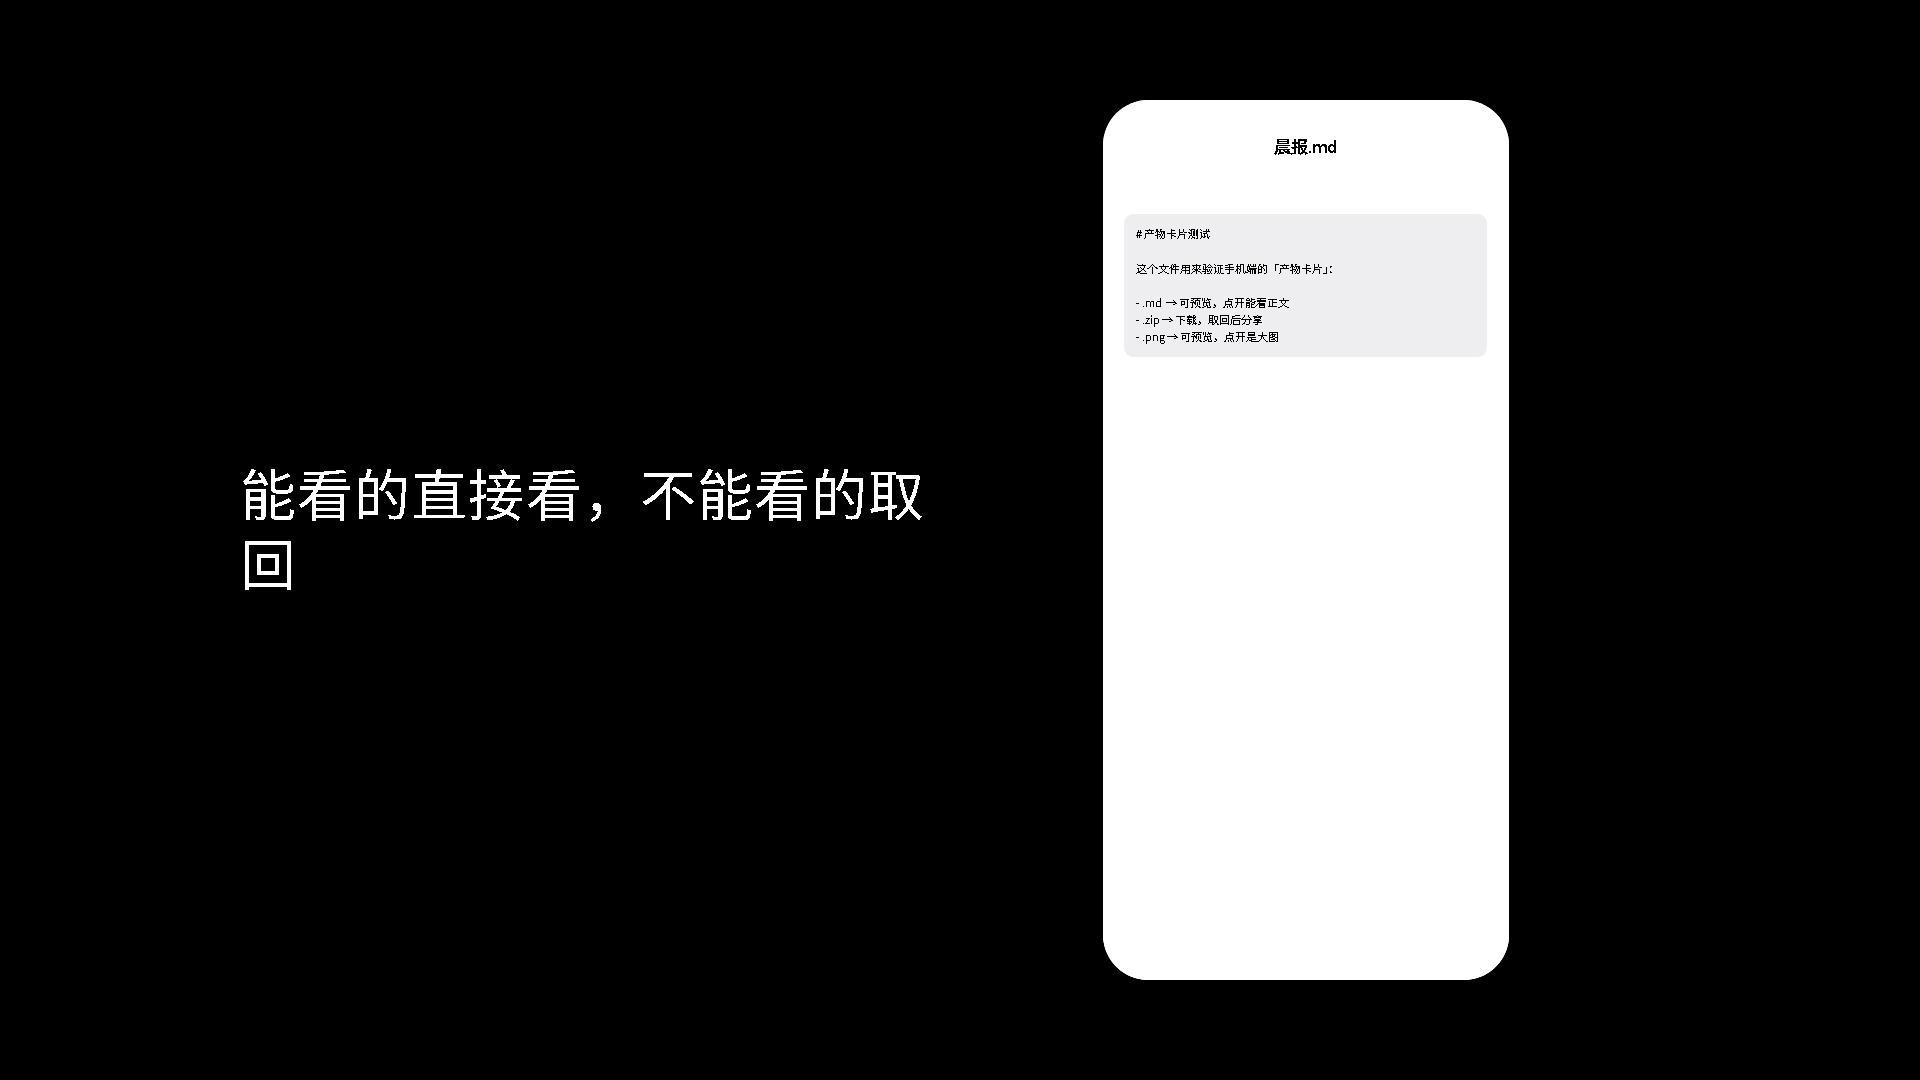 能看的直接看，不能看的取
回
晨报.md
# 产物卡片测试
这个文件用来验证手机端的「产物卡片」：
- .md → 可预览，点开能看正文
- .zip → 下载，取回后分享
- .png → 可预览，点开是大图